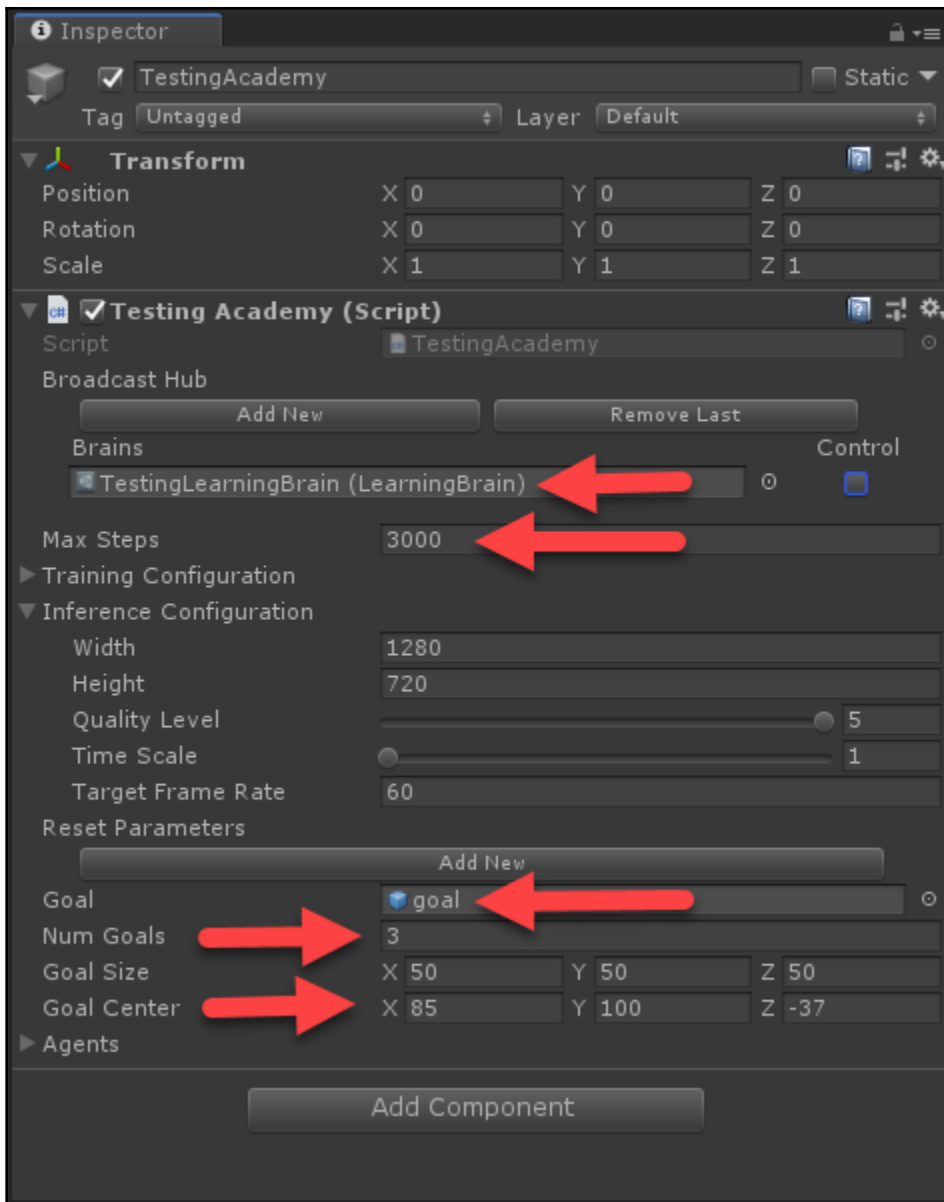 Inspector
TestingAcademy Static
Tag Untagged Layer Default
Transform
Position X 0 Y 0 Z 0
Rotation X 0 Y 0 Z 0
Scale X 1 Y 1 Z 1
C# Testing Academy (Script)
Script TestingAcademy
Broadcast Hub
Add New Remove Last
Brains Control
TestingLearningBrain (LearningBrain)
Max Steps 3000
Training Configuration
Inference Configuration
Width 1280
Height 720
Quality Level 5
Time Scale 1
Target Frame Rate 60
Reset Parameters
Add New
Goal goal
Num Goals 3
Goal Size X 50 Y 50 Z 50
Goal Center X 85 Y 100 Z -37
Agents
Add Component